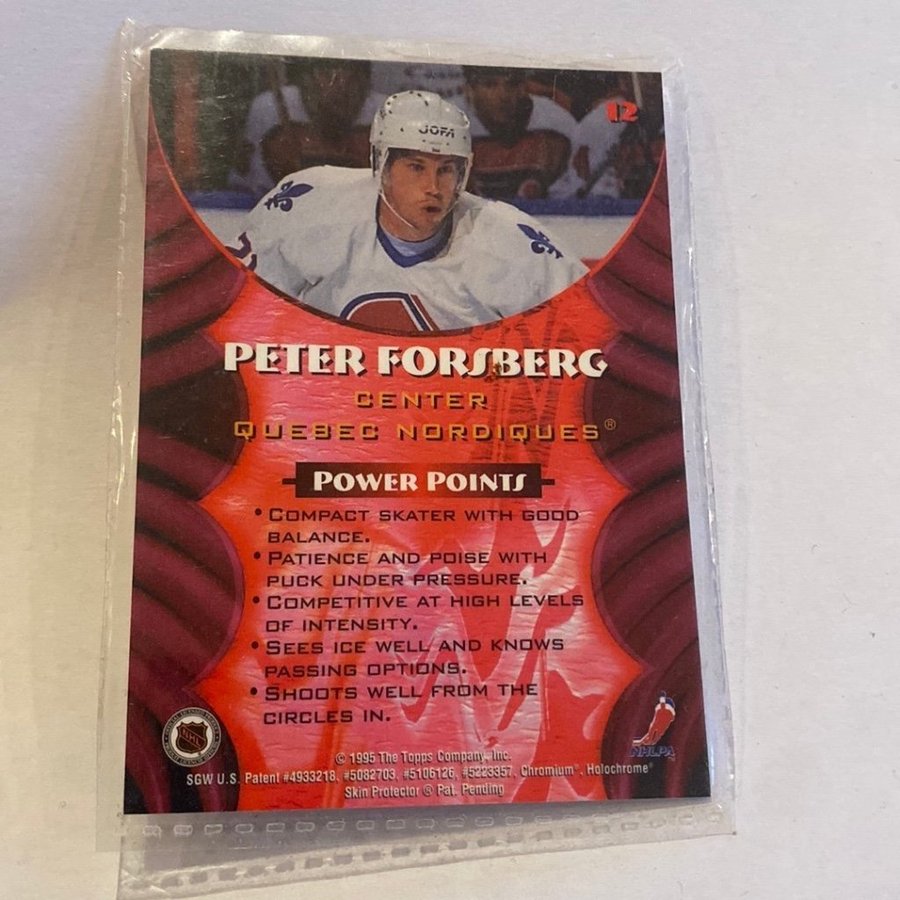 12
JOFA
PETER FORSBERG
CENTER
QUEBEC NORDIQUES®
POWER POINTS
• COMPACT SKATER WITH GOOD
BALANCE.
• PATIENCE AND POISE WITH
PUCK UNDER PRESSURE.
• COMPETITIVE AT HIGH LEVELS
OF INTENSITY.
• SEES ICE WELL AND KNOWS
PASSING OPTIONS.
• SHOOTS WELL FROM THE
CIRCLES IN.
NHL
NHLPA
© 1995 The Topps Company, Inc.
SGW U.S. Patent #4933218, #5082703, #5106126, #5223357, Chromium®, Holochrome®
Skin Protector ® Pat. Pending